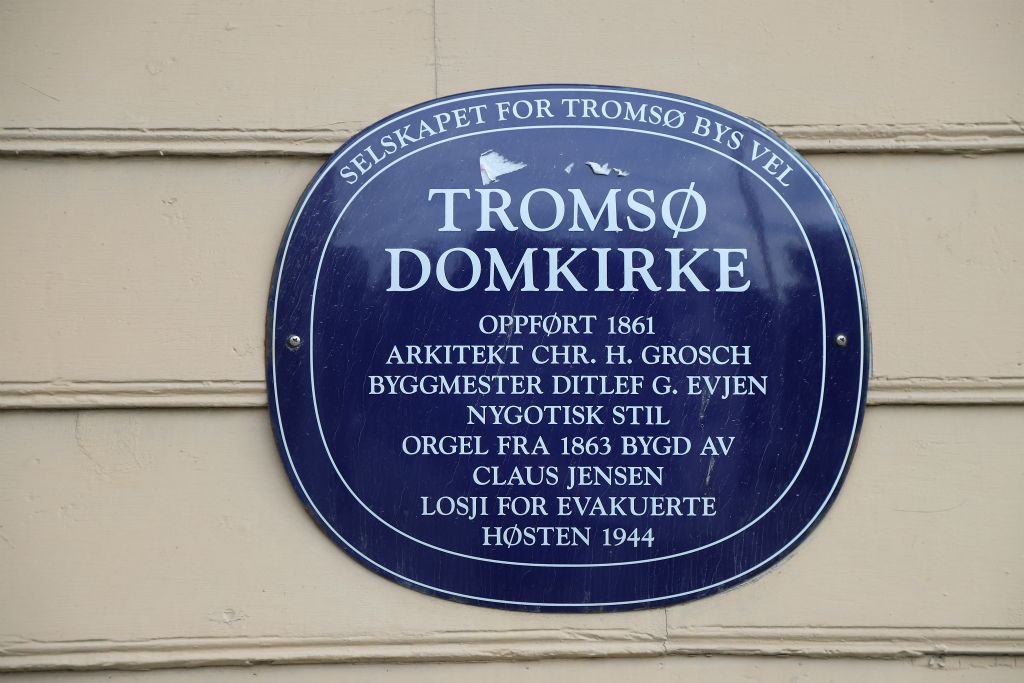 SELSKAPET FOR TROMSØ BYS VEL
TROMSØ
DOMKIRKE
OPPFØRT 1861
ARKITEKT CHR. H. GROSCH
BYGGMESTER DITLEF G. EVJEN
NYGOTISK STIL
ORGEL FRA 1863 BYGD AV
CLAUS JENSEN
LOSJI FOR EVAKUERTE
HØSTEN 1944